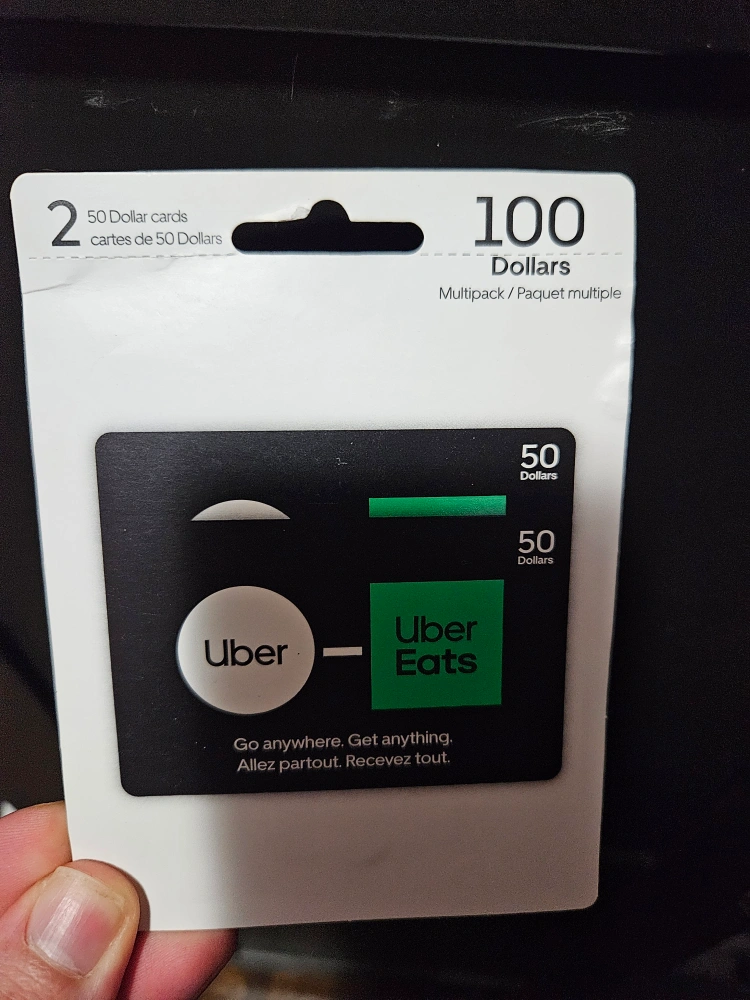 2 50 Dollar cards
cartes de 50 Dollars
100
Dollars
Multipack / Paquet multiple
50
Dollars
50
Dollars
Uber
Uber
Eats
Go anywhere. Get anything.
Allez partout. Recevez tout.